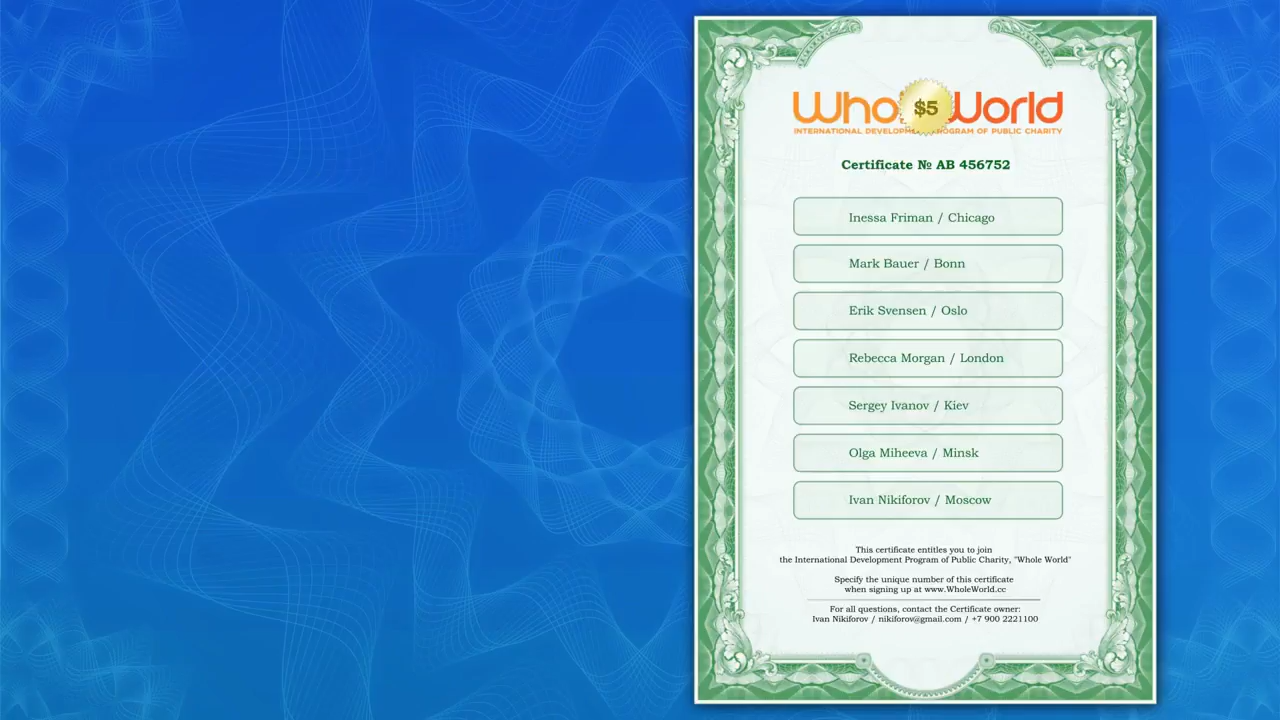 Who $5 World
INTERNATIONAL PROGRAM OF PUBLIC CHARITY
Certificate № AB 456752
Inessa Friman / Chicago
Mark Bauer / Bonn
Erik Svensen / Oslo
Rebecca Morgan / London
Sergey Ivanov / Kiev
Olga Miheeva / Minsk
Ivan Nikiforov / Moscow
This certificate entitles you to join
the International Development Program of Public Charity, "Whole World"
Specify the unique number of this certificate
when signing up at www.WholeWorld.cc
For all questions, contact the Certificate owner:
Ivan Nikiforov / nikiforov@gmail.com / +7 900 2221100